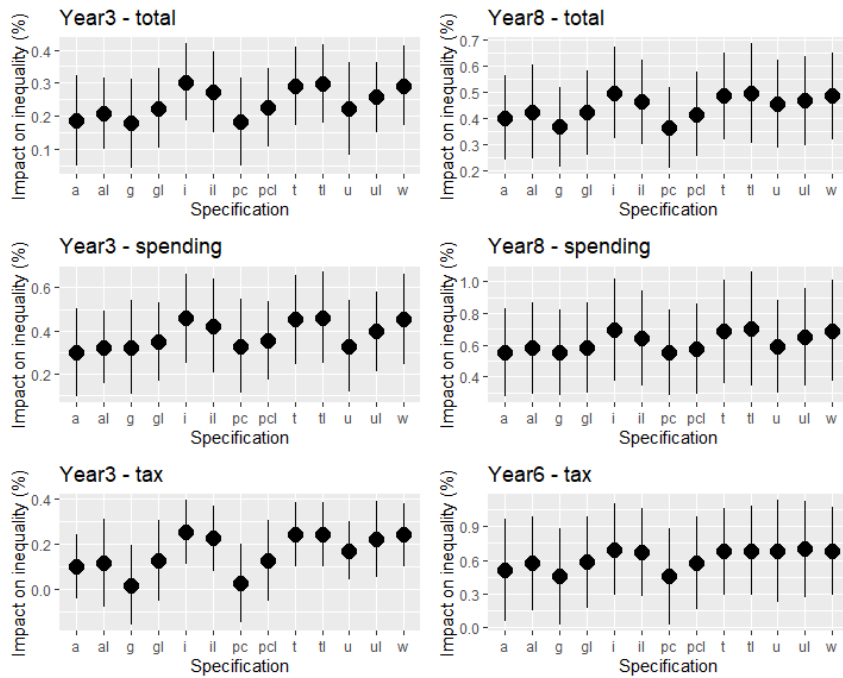 Year3 - total
Impact on inequality (%)
0.4
0.3
0.2
0.1
a al g gl i il pc pcl t tl u ul w
Specification
Year8 - total
Impact on inequality (%)
0.7
0.6
0.5
0.4
0.3
0.2
a al g gl i il pc pcl t tl u ul w
Specification
Year3 - spending
Impact on inequality (%)
0.6
0.4
0.2
a al g gl i il pc pcl t tl u ul w
Specification
Year8 - spending
Impact on inequality (%)
1.0
0.8
0.6
0.4
a al g gl i il pc pcl t tl u ul w
Specification
Year3 - tax
Impact on inequality (%)
0.4
0.2
0.0
a al g gl i il pc pcl t tl u ul w
Specification
Year6 - tax
Impact on inequality (%)
0.9
0.6
0.3
0.0
a al g gl i il pc pcl t tl u ul w
Specification